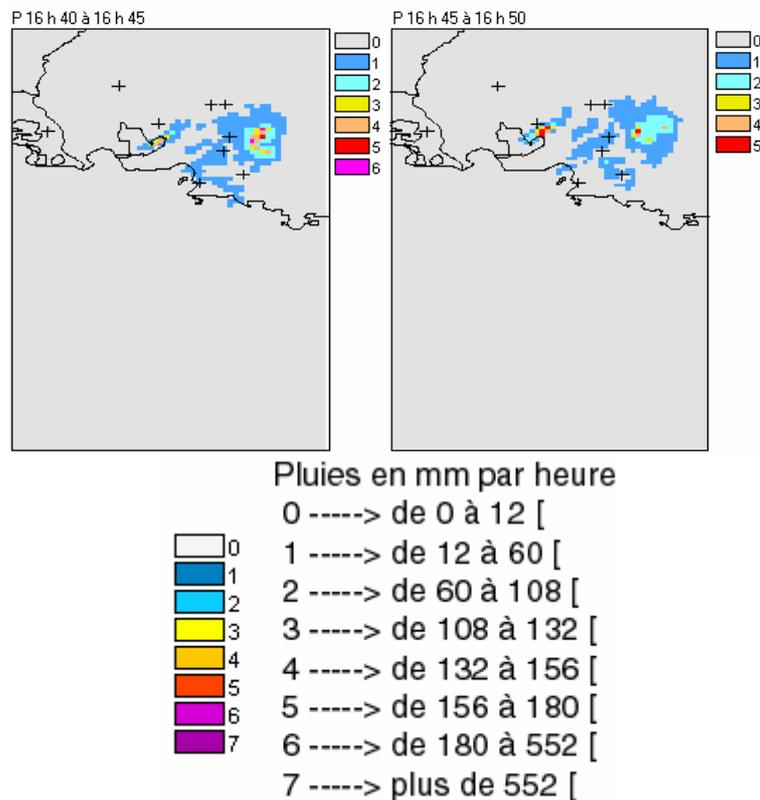 P 16 h 40 à 16 h 45
0
1
2
3
4
5
6
P 16 h 45 à 16 h 50
0
1
2
3
4
5
Pluies en mm par heure
0 -----> de 0 à 12 [
1 -----> de 12 à 60 [
2 -----> de 60 à 108 [
3 -----> de 108 à 132 [
4 -----> de 132 à 156 [
5 -----> de 156 à 180 [
6 -----> de 180 à 552 [
7 -----> plus de 552 [
0
1
2
3
4
5
6
7